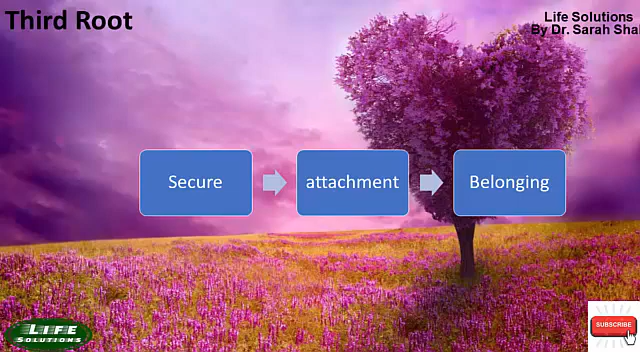 Third Root
Life Solutions
By Dr. Sarah Sha
Secure
attachment
Belonging
SUBSCRIBE
LIFE
SOLUTIONS